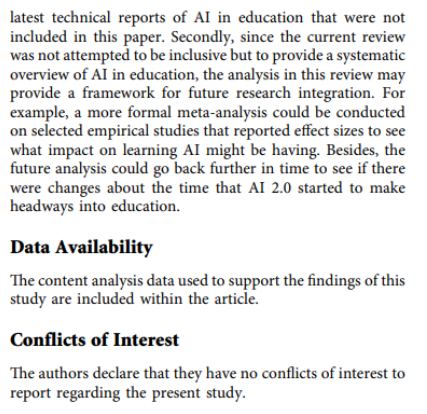 latest technical reports of AI in education that were not
included in this paper. Secondly, since the current review
was not attempted to be inclusive but to provide a systematic
overview of AI in education, the analysis in this review may
provide a framework for future research integration. For
example, a more formal meta-analysis could be conducted
on selected empirical studies that reported effect sizes to see
what impact on learning AI might be having. Besides, the
future analysis could go back further in time to see if there
were changes about the time that AI 2.0 started to make
headways into education.
Data Availability
The content analysis data used to support the findings of this
study are included within the article.
Conflicts of Interest
The authors declare that they have no conflicts of interest to
report regarding the present study.